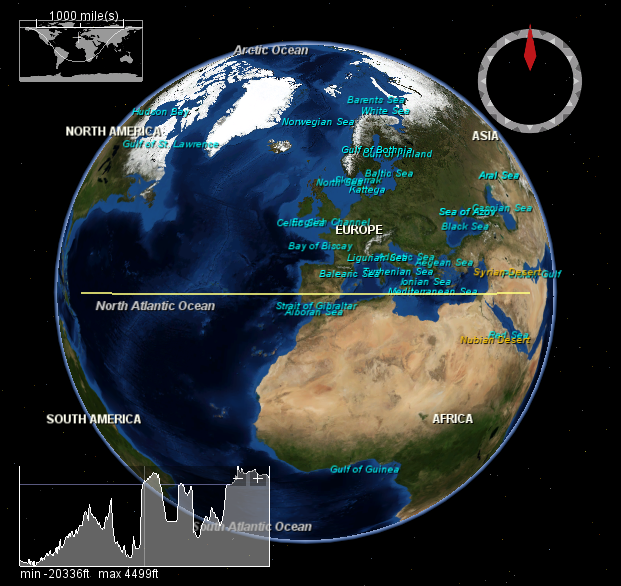 1000 mile(s)
Arctic Ocean
Barents Sea
White Sea
Hudson Bay
Norwegian Sea
NORTH AMERICA
ASIA
Gulf of St. Lawrence
Gulf of Bothnia
Gulf of Finland
Baltic Sea
Aral Sea
North Sea
Skagerrak
Kattega
Caspian Sea
Sea of Azov
Celtic Sea
English Channel
Black Sea
EUROPE
Bay of Biscay
Ligurian Sea
Adriatic Sea
Aegean Sea
Balearic Sea
Tyrrhenian Sea
Syrian Desert
Persian Gulf
Ionian Sea
Mediterranean Sea
North Atlantic Ocean
Strait of Gibraltar
Alboran Sea
Red Sea
Nubian Desert
SOUTH AMERICA
AFRICA
Gulf of Guinea
South Atlantic Ocean
min -20336ft max 4499ft